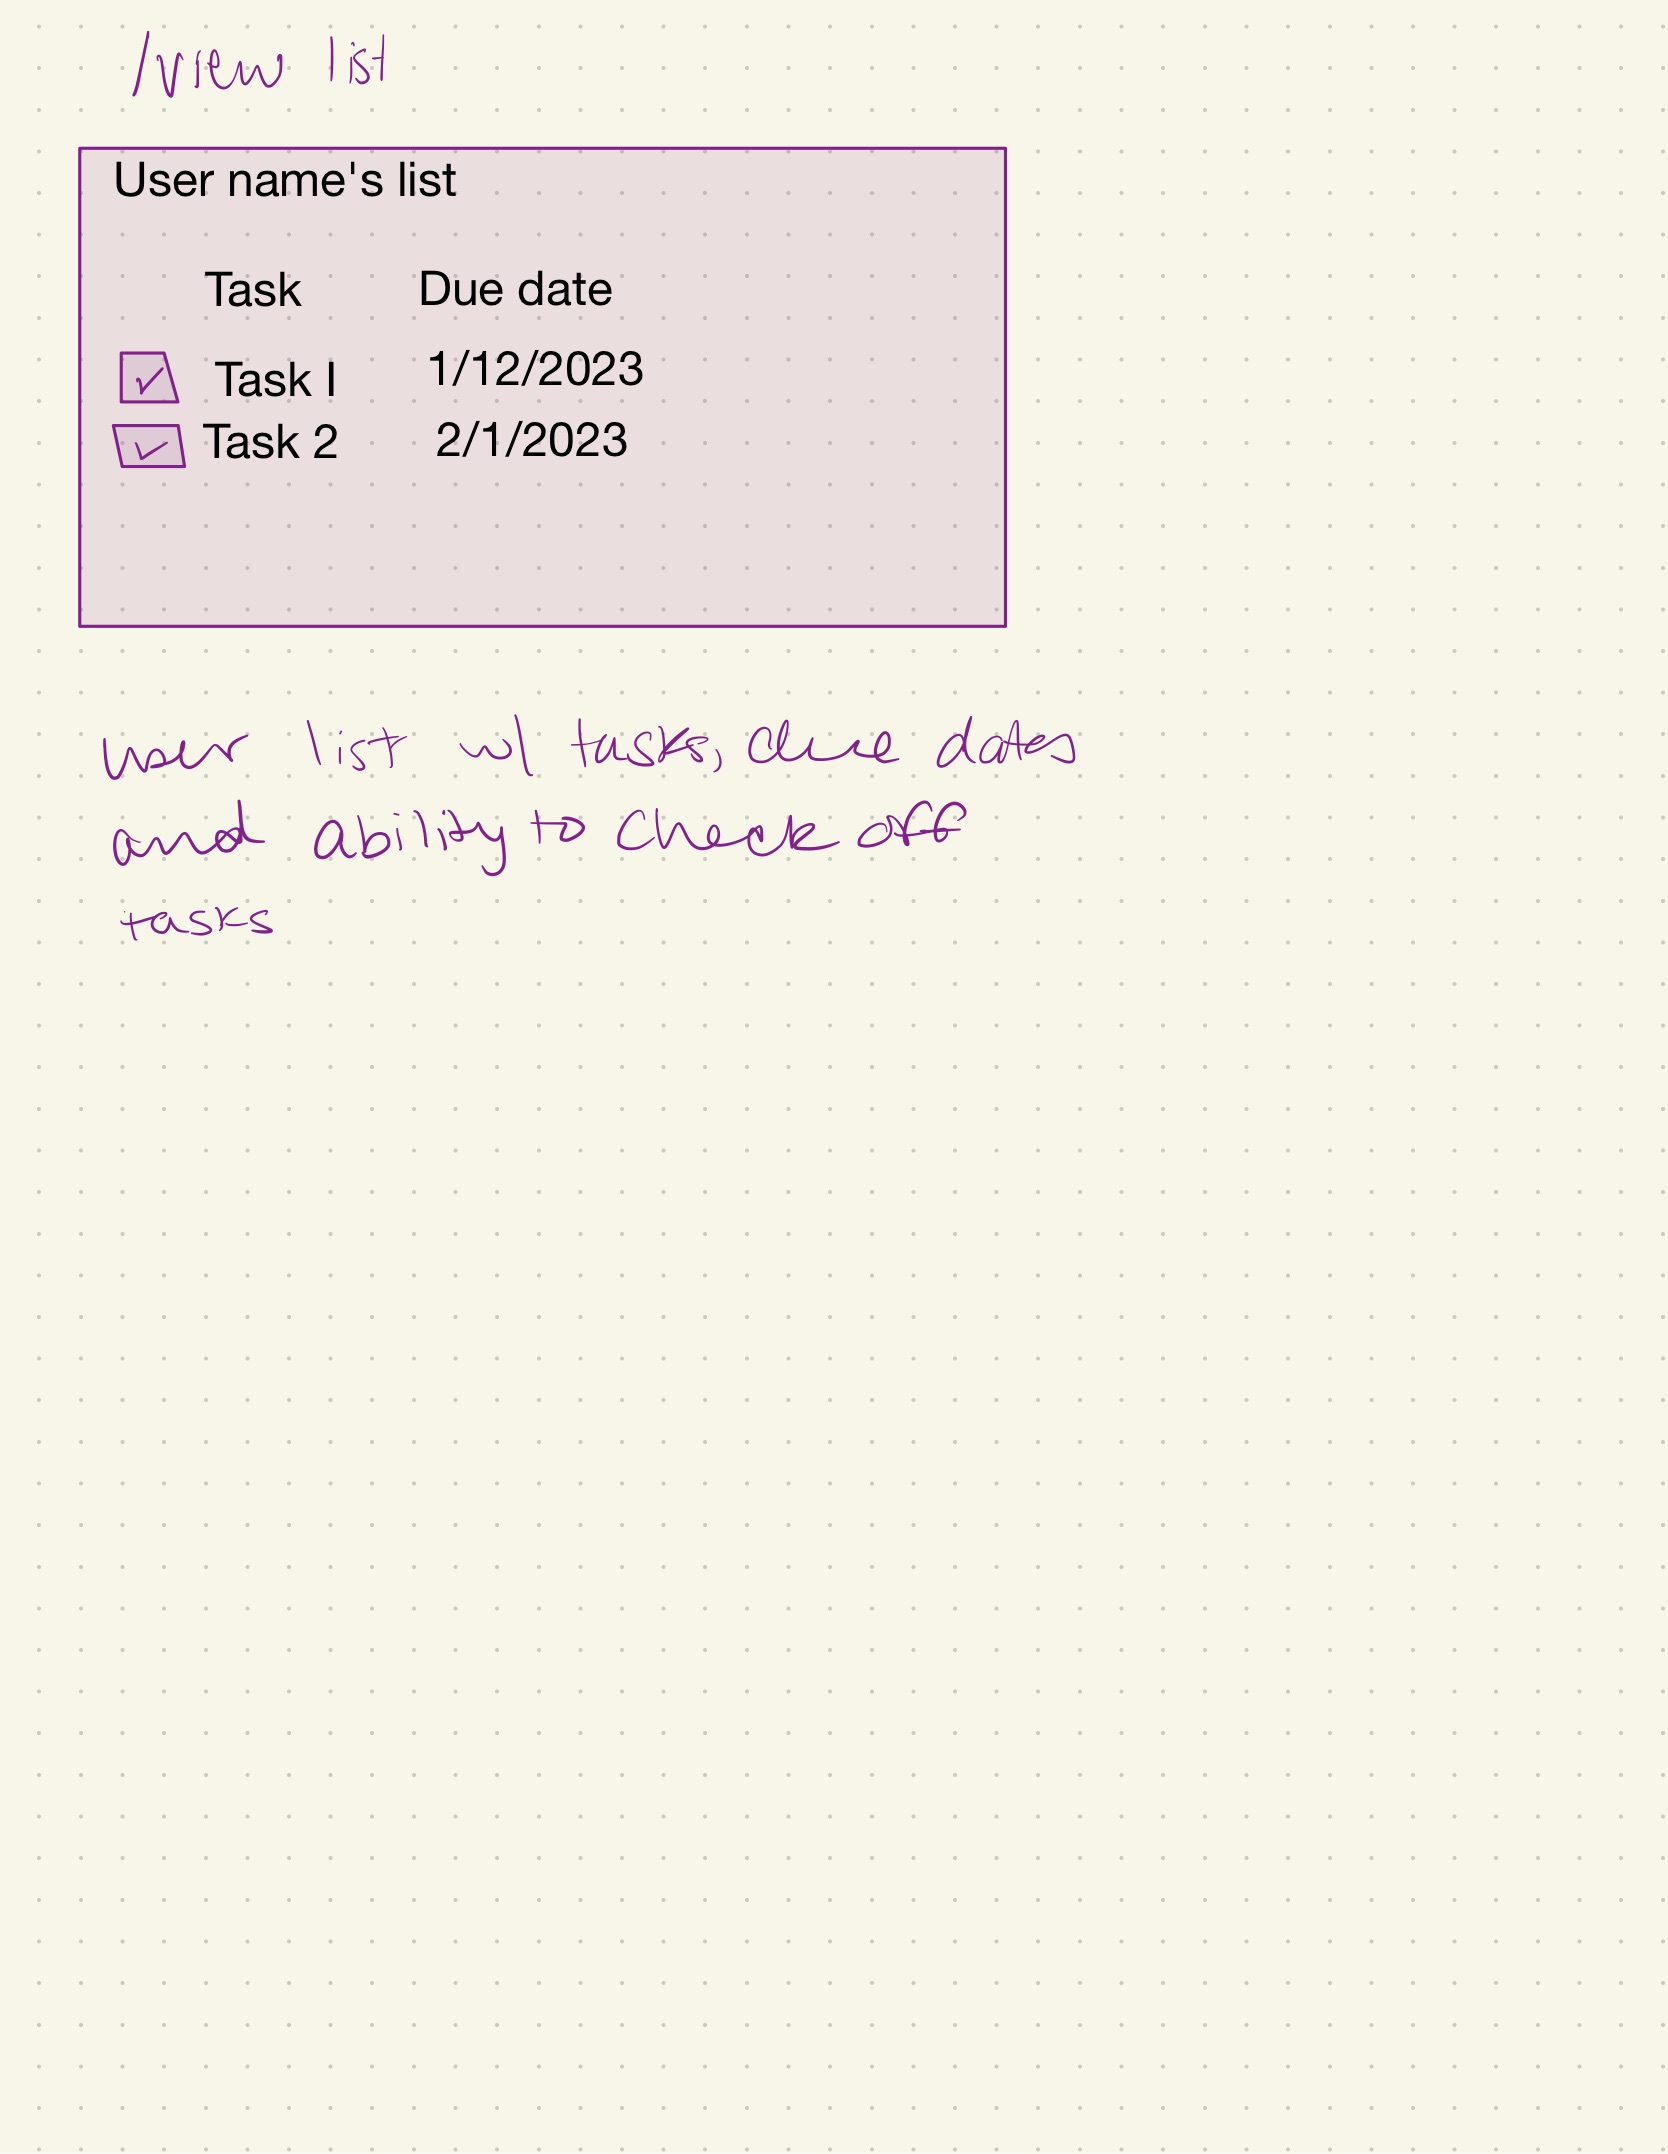 /view list
User name's list
Task Due date
Task I 1/12/2023
Task 2 2/1/2023
user list w/ tasks, due dates
and ability to check off
tasks